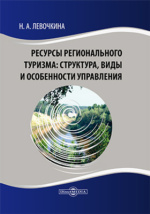 Н. А. ЛЕВОЧКИНА
РЕСУРСЫ РЕГИОНАЛЬНОГО
ТУРИЗМА: СТРУКТУРА, ВИДЫ
И ОСОБЕННОСТИ УПРАВЛЕНИЯ